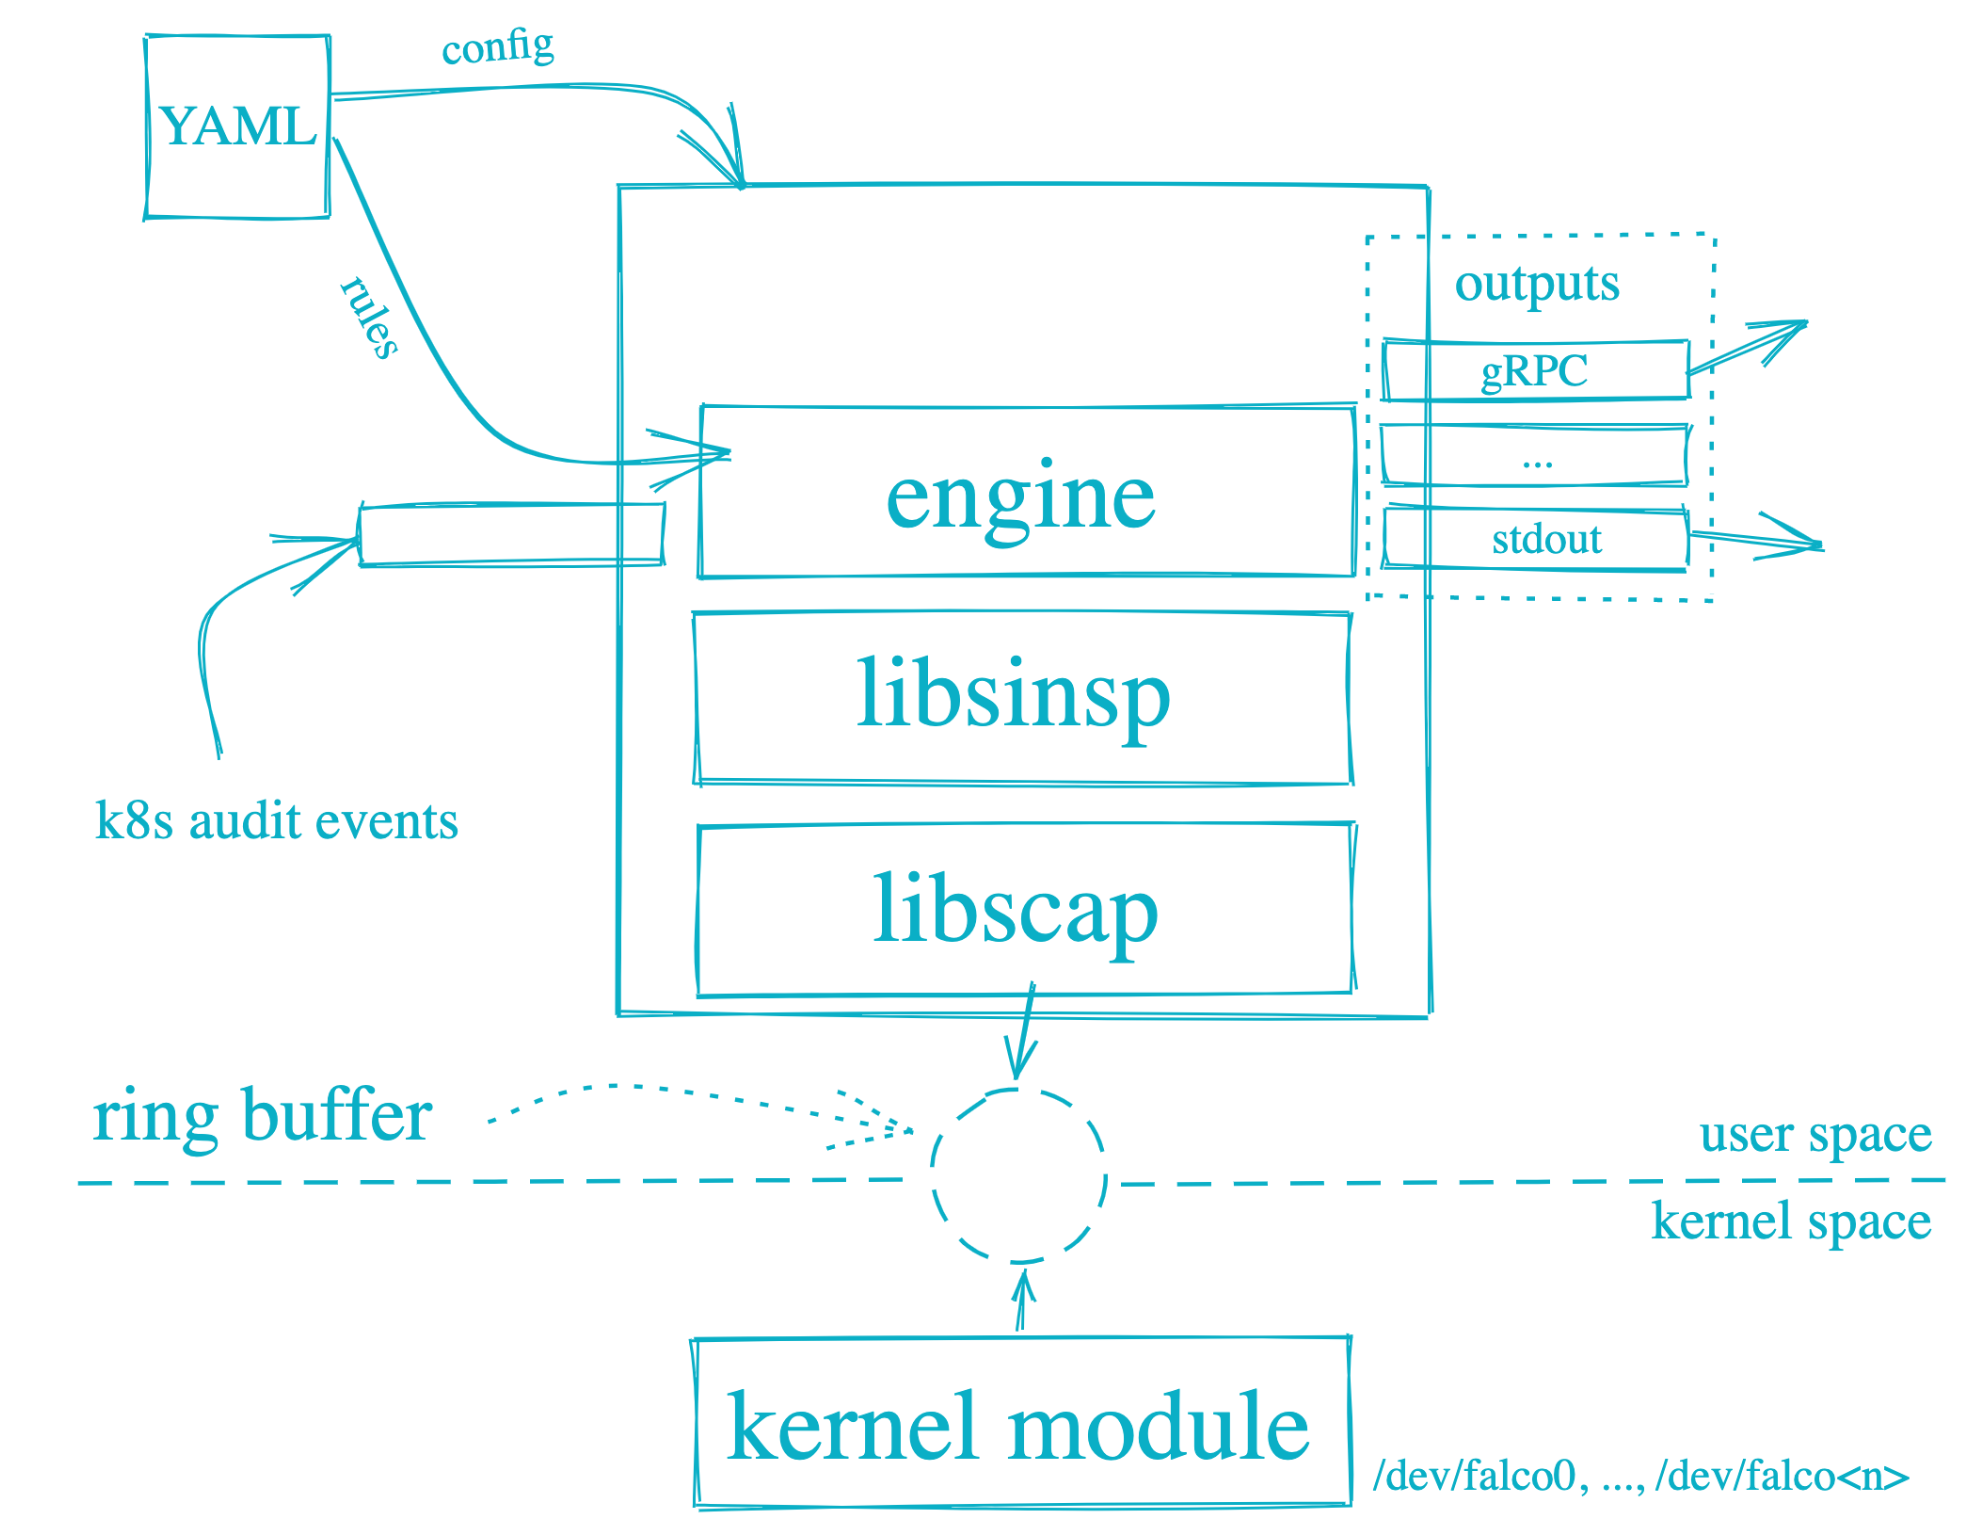 config
YAML
rules
outputs
gRPC
...
stdout
engine
libsinsp
libscap
k8s audit events
ring buffer
user space
kernel space
kernel module
/dev/falco0, ..., /dev/falco<n>